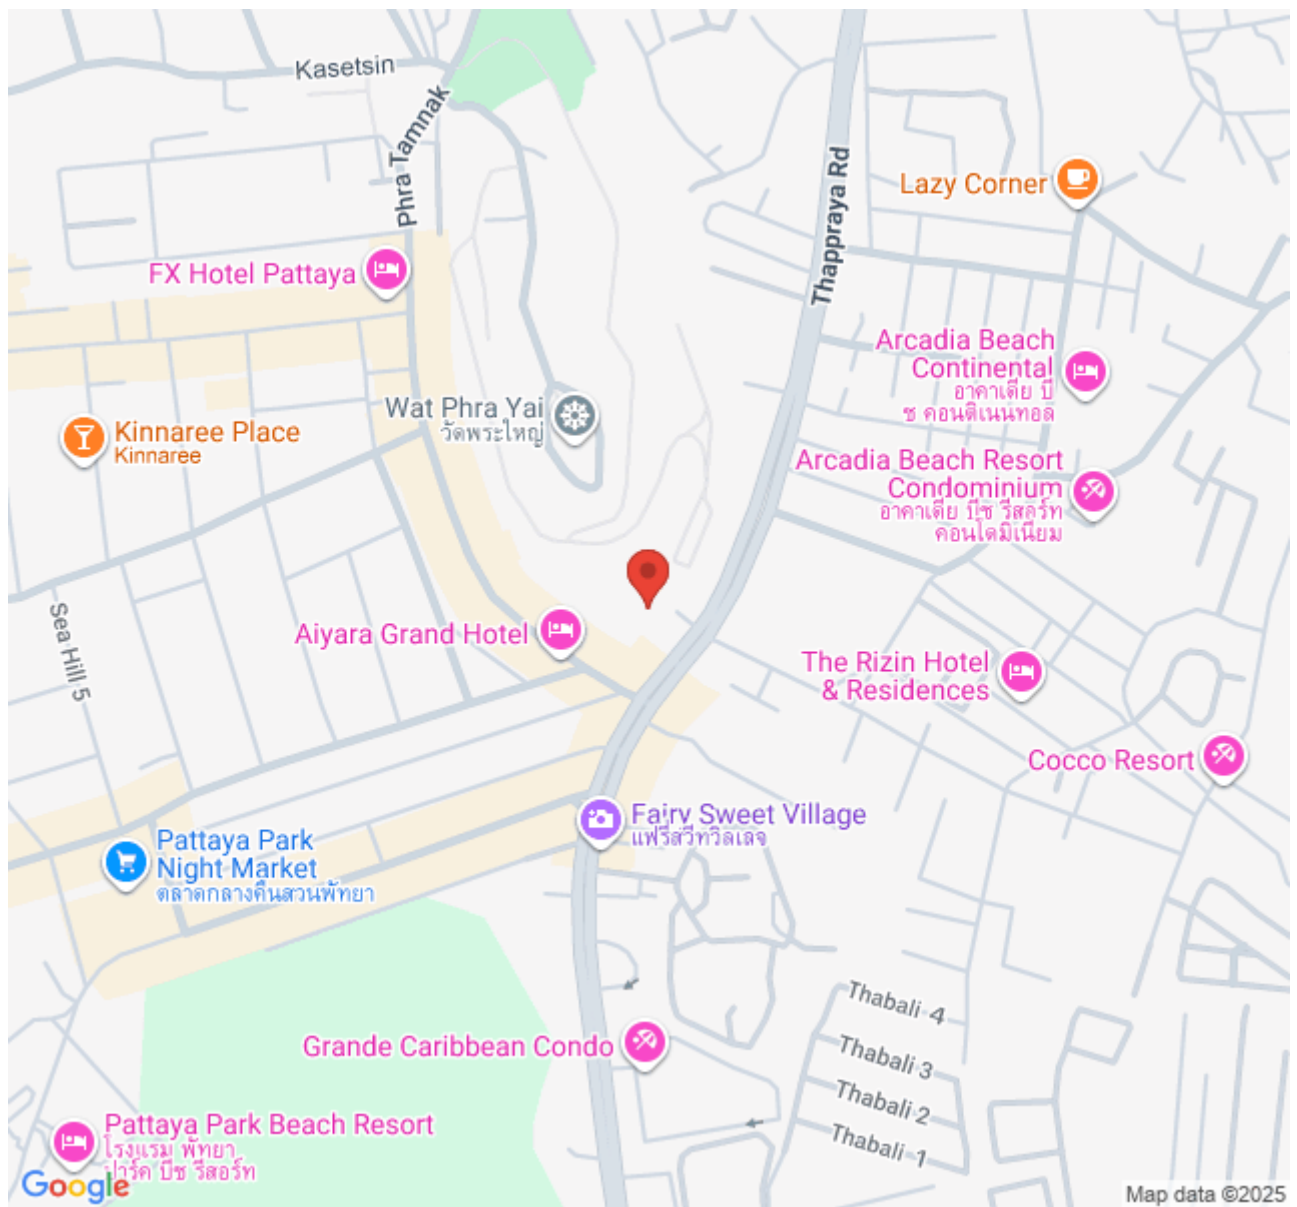 Kasetsin
Phra Tamnak
Thappraya Rd
Lazy Corner
FX Hotel Pattaya
Arcadia Beach
Continental
อาคาเดีย บี
ช คอนติเนนทอล
Wat Phra Yai
วัดพระใหญ่
Kinnaree Place
Kinnaree
Arcadia Beach Resort
Condominium
อาคาเดีย บีช รีสอร์ท
คอนโดมิเนียม
Sea Hill 5
Aiyara Grand Hotel
The Rizin Hotel
& Residences
Cocco Resort
Fairy Sweet Village
แฟรี่สวีทวิลเลจ
Pattaya Park
Night Market
ตลาดกลางคืนสวนพัทยา
Thabali 4
Grande Caribbean Condo
Thabali 3
Thabali 2
Thabali 1
Pattaya Park Beach Resort
โรงแรม พัทยา
ปาร์ค บีช รีสอร์ท
Google
Map data ©2025